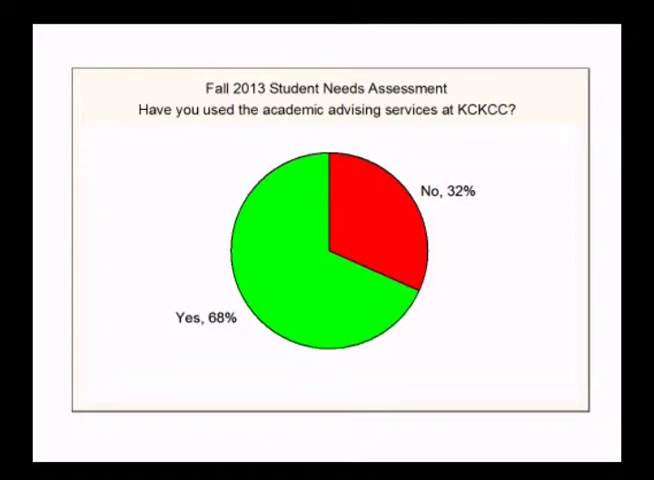 Fall 2013 Student Needs Assessment
Have you used the academic advising services at KCKCC?
No, 32%
Yes, 68%